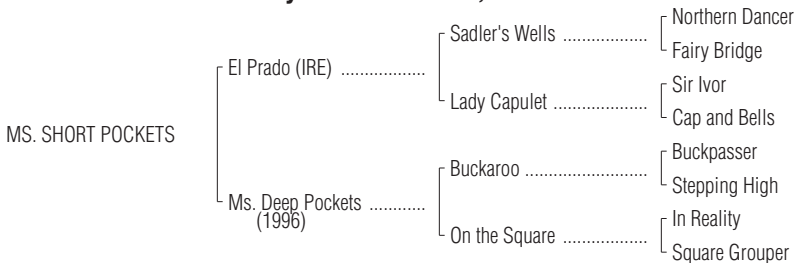 Northern Dancer
Sadler's Wells ..................
Fairy Bridge
El Prado (IRE) ..................
Sir Ivor
Lady Capulet ....................
Cap and Bells
MS. SHORT POCKETS
Buckpasser
Buckaroo ..........................
Stepping High
Ms. Deep Pockets ............
(1996)
In Reality
On the Square ..................
Square Grouper